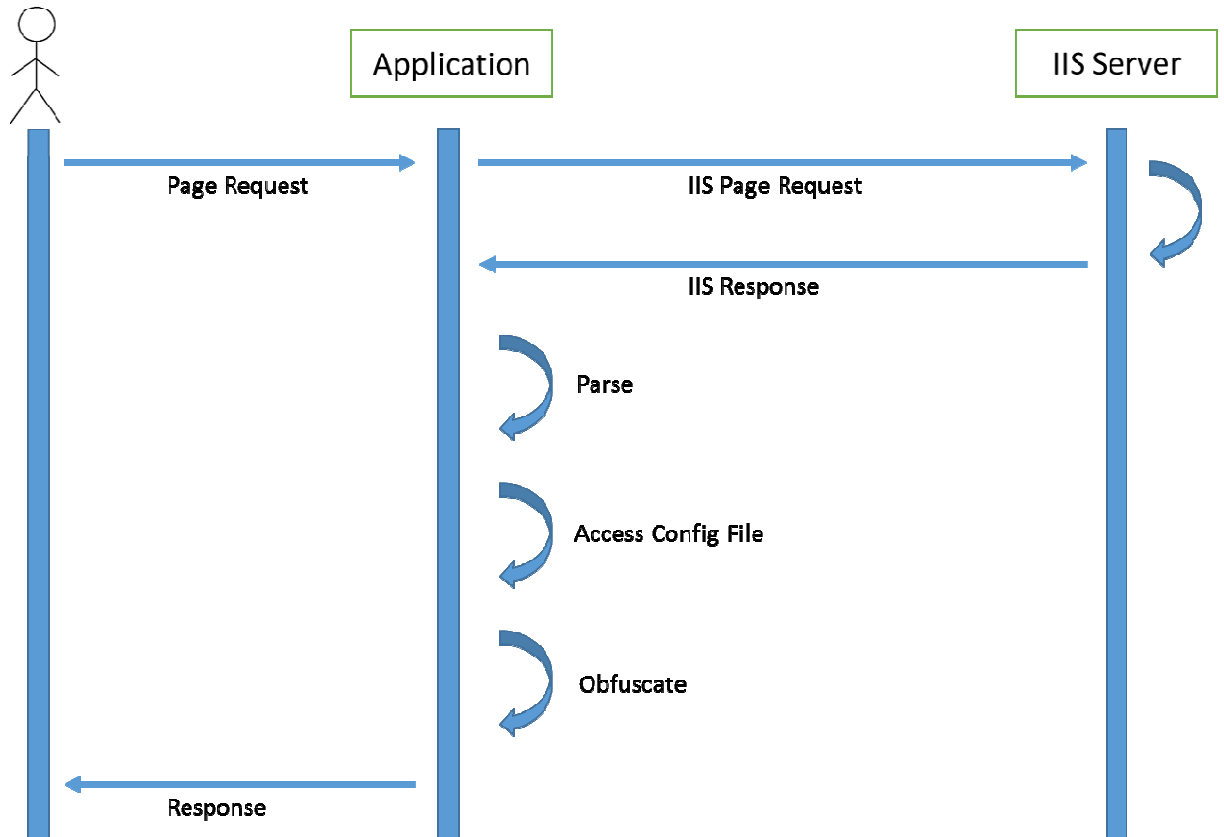 Application
IIS Server
Page Request
IIS Page Request
IIS Response
Parse
Access Config File
Obfuscate
Response